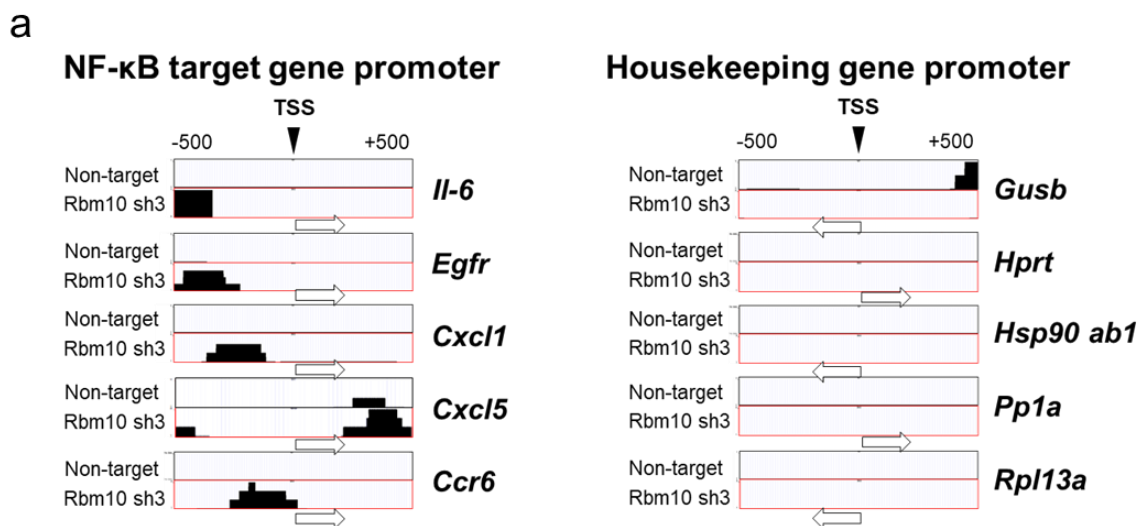 a
NF-κB target gene promoter
TSS
-500 +500
Non-target
Rbm10 sh3
Il-6
Non-target
Rbm10 sh3
Egfr
Non-target
Rbm10 sh3
Cxcl1
Non-target
Rbm10 sh3
Cxcl5
Non-target
Rbm10 sh3
Ccr6
Housekeeping gene promoter
TSS
-500 +500
Non-target
Rbm10 sh3
Gusb
Non-target
Rbm10 sh3
Hprt
Non-target
Rbm10 sh3
Hsp90 ab1
Non-target
Rbm10 sh3
Pp1a
Non-target
Rbm10 sh3
Rpl13a